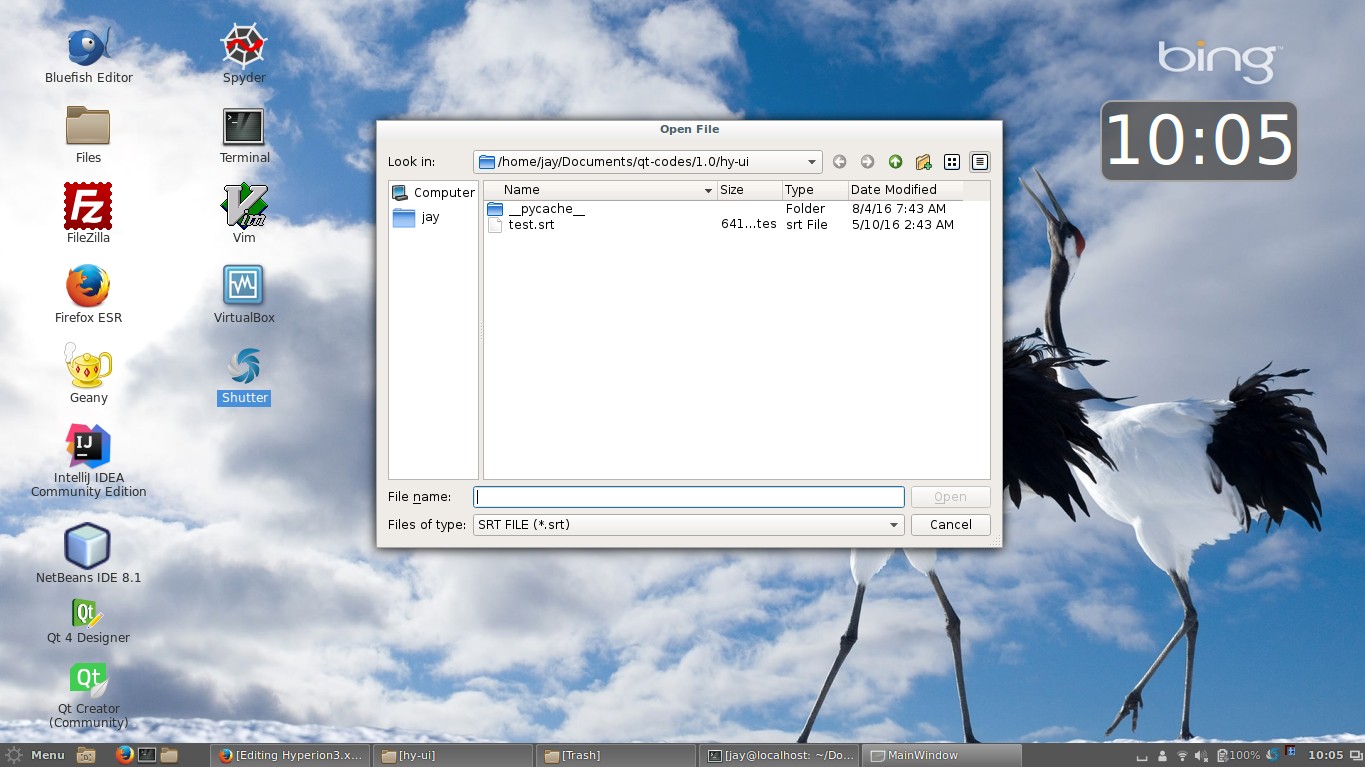 Bluefish Editor
Spyder
Files
Terminal
FileZilla
Vim
Firefox ESR
VirtualBox
Geany
Shutter
IntelliJ IDEA
Community Edition
NetBeans IDE 8.1
Qt 4 Designer
Qt Creator
(Community)
bing
10:05
Open File
Look in: /home/jay/Documents/qt-codes/1.0/hy-ui
Computer
jay
Name Size Type Date Modified
__pycache__ Folder 8/4/16 7:43 AM
test.srt 641...tes srt File 5/10/16 2:43 AM
File name: Open
Files of type: SRT FILE (*.srt) Cancel
Menu [Editing Hyperion3.x... [hy-ui] [Trash] [jay@localhost: ~/Do... MainWindow 100% 10:05